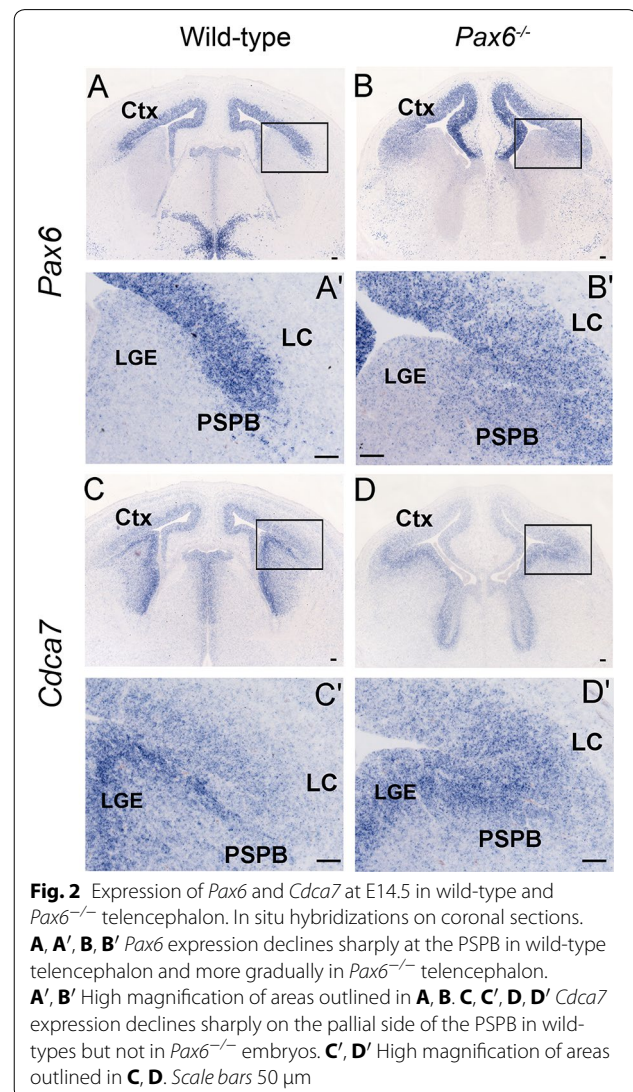 Wild-type
Pax6-/-
A
Ctx
B
Ctx
Pax6
A'
LC
LGE
PSPB
B'
LC
LGE
PSPB
C
Ctx
D
Ctx
Cdca7
C'
LC
LGE
PSPB
D'
LC
LGE
PSPB
Fig. 2 Expression of Pax6 and Cdca7 at E14.5 in wild-type and
Pax6−/− telencephalon. In situ hybridizations on coronal sections.
A, A′, B, B′ Pax6 expression declines sharply at the PSPB in wild-type
telencephalon and more gradually in Pax6−/− telencephalon.
A′, B′ High magnification of areas outlined in A, B. C, C′, D, D′ Cdca7
expression declines sharply on the pallial side of the PSPB in wild-
types but not in Pax6−/− embryos. C′, D′ High magnification of areas
outlined in C, D. Scale bars 50 µm